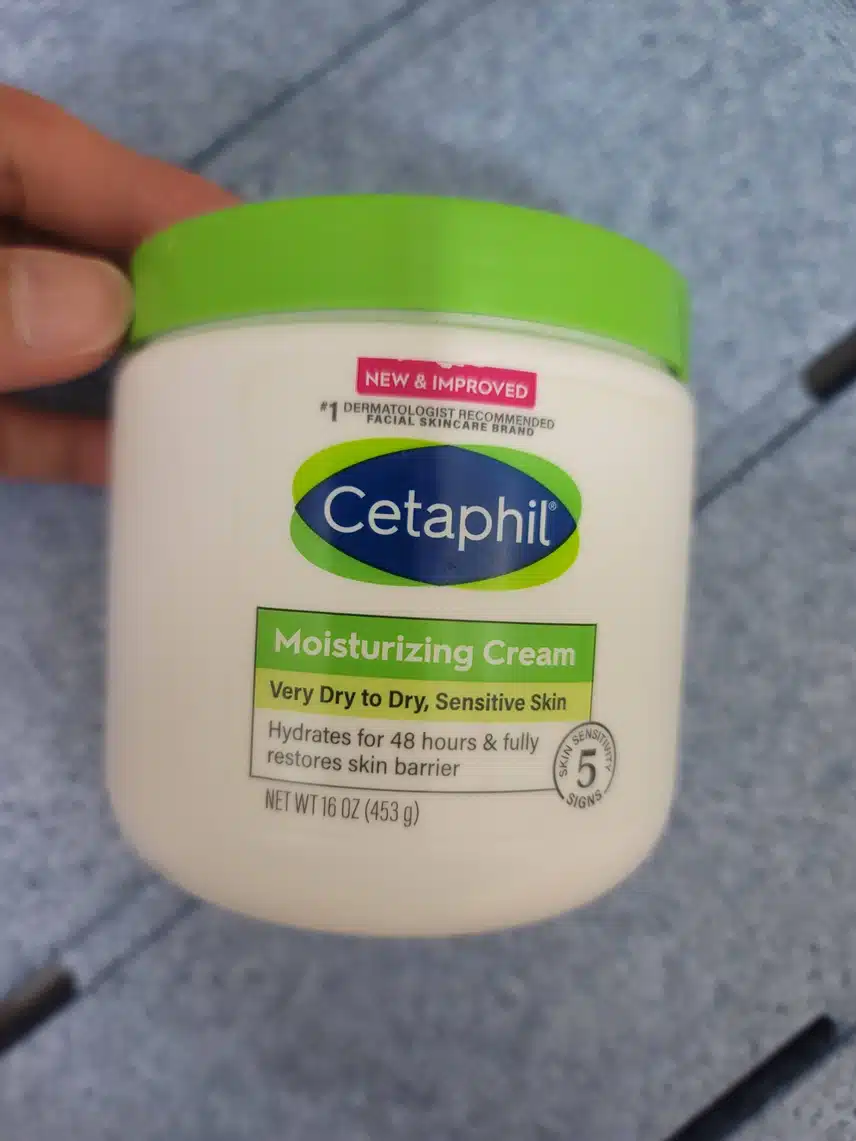 NEW & IMPROVED
#1 DERMATOLOGIST RECOMMENDED
FACIAL SKINCARE BRAND
Cetaphil®
Moisturizing Cream
Very Dry to Dry, Sensitive Skin
Hydrates for 48 hours & fully
restores skin barrier
SKIN SENSITIVITY
5
SIGNS
NET WT 16 OZ (453 g)